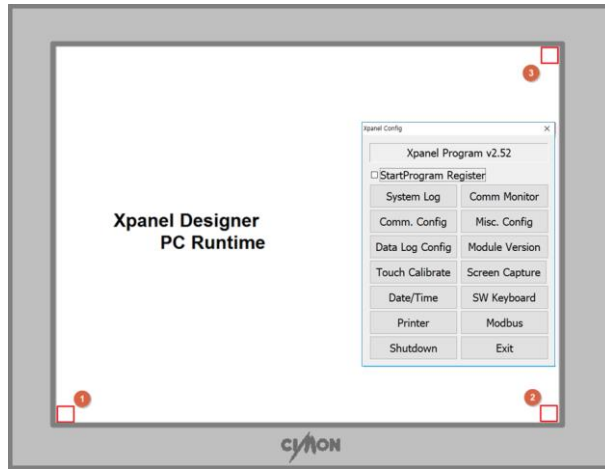 3
Xpanel Config
Xpanel Program v2.52
StartProgram Register
System Log Comm Monitor
Comm. Config Misc. Config
Data Log Config Module Version
Touch Calibrate Screen Capture
Date/Time SW Keyboard
Printer Modbus
Shutdown Exit
Xpanel Designer
PC Runtime
1
2
CIMON